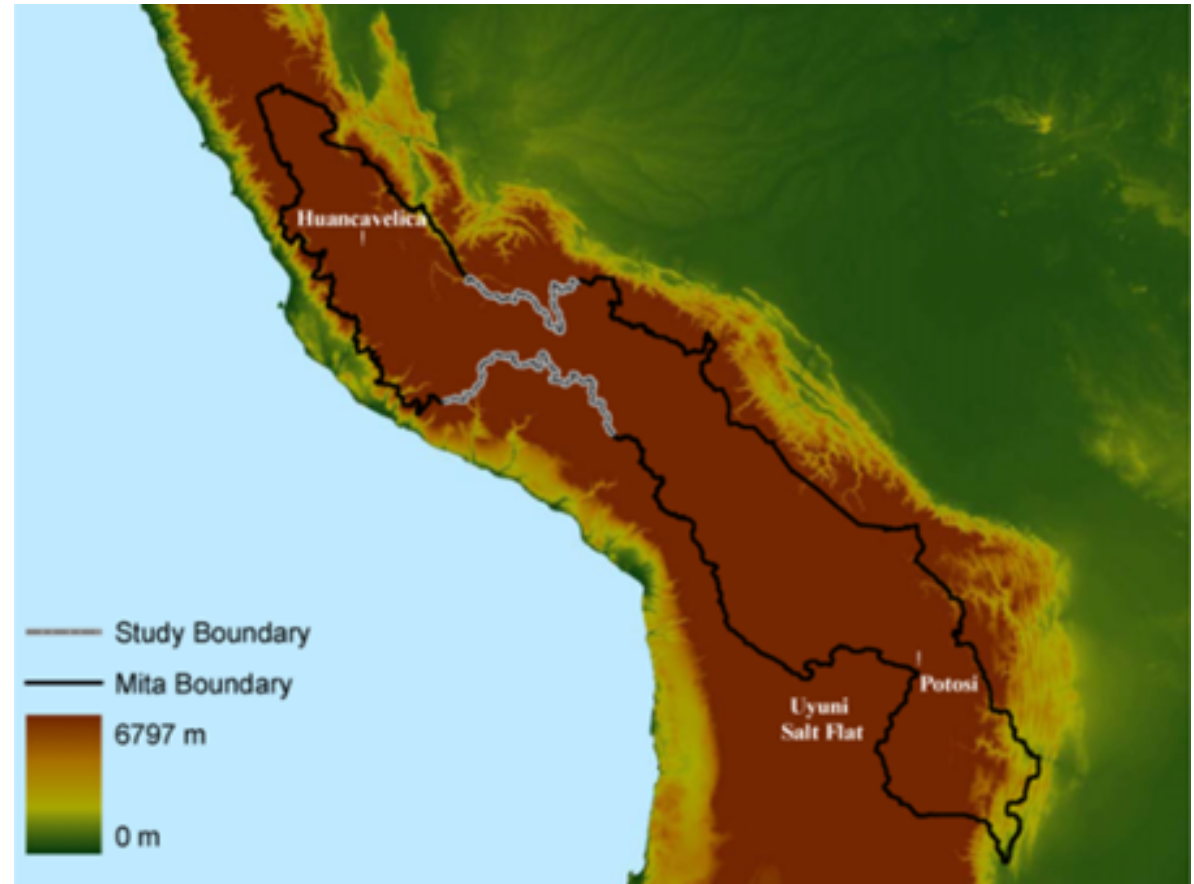 Huancavelica
Study Boundary
Mita Boundary
6797 m
0 m
Potosi
Uyuni
Salt Flat